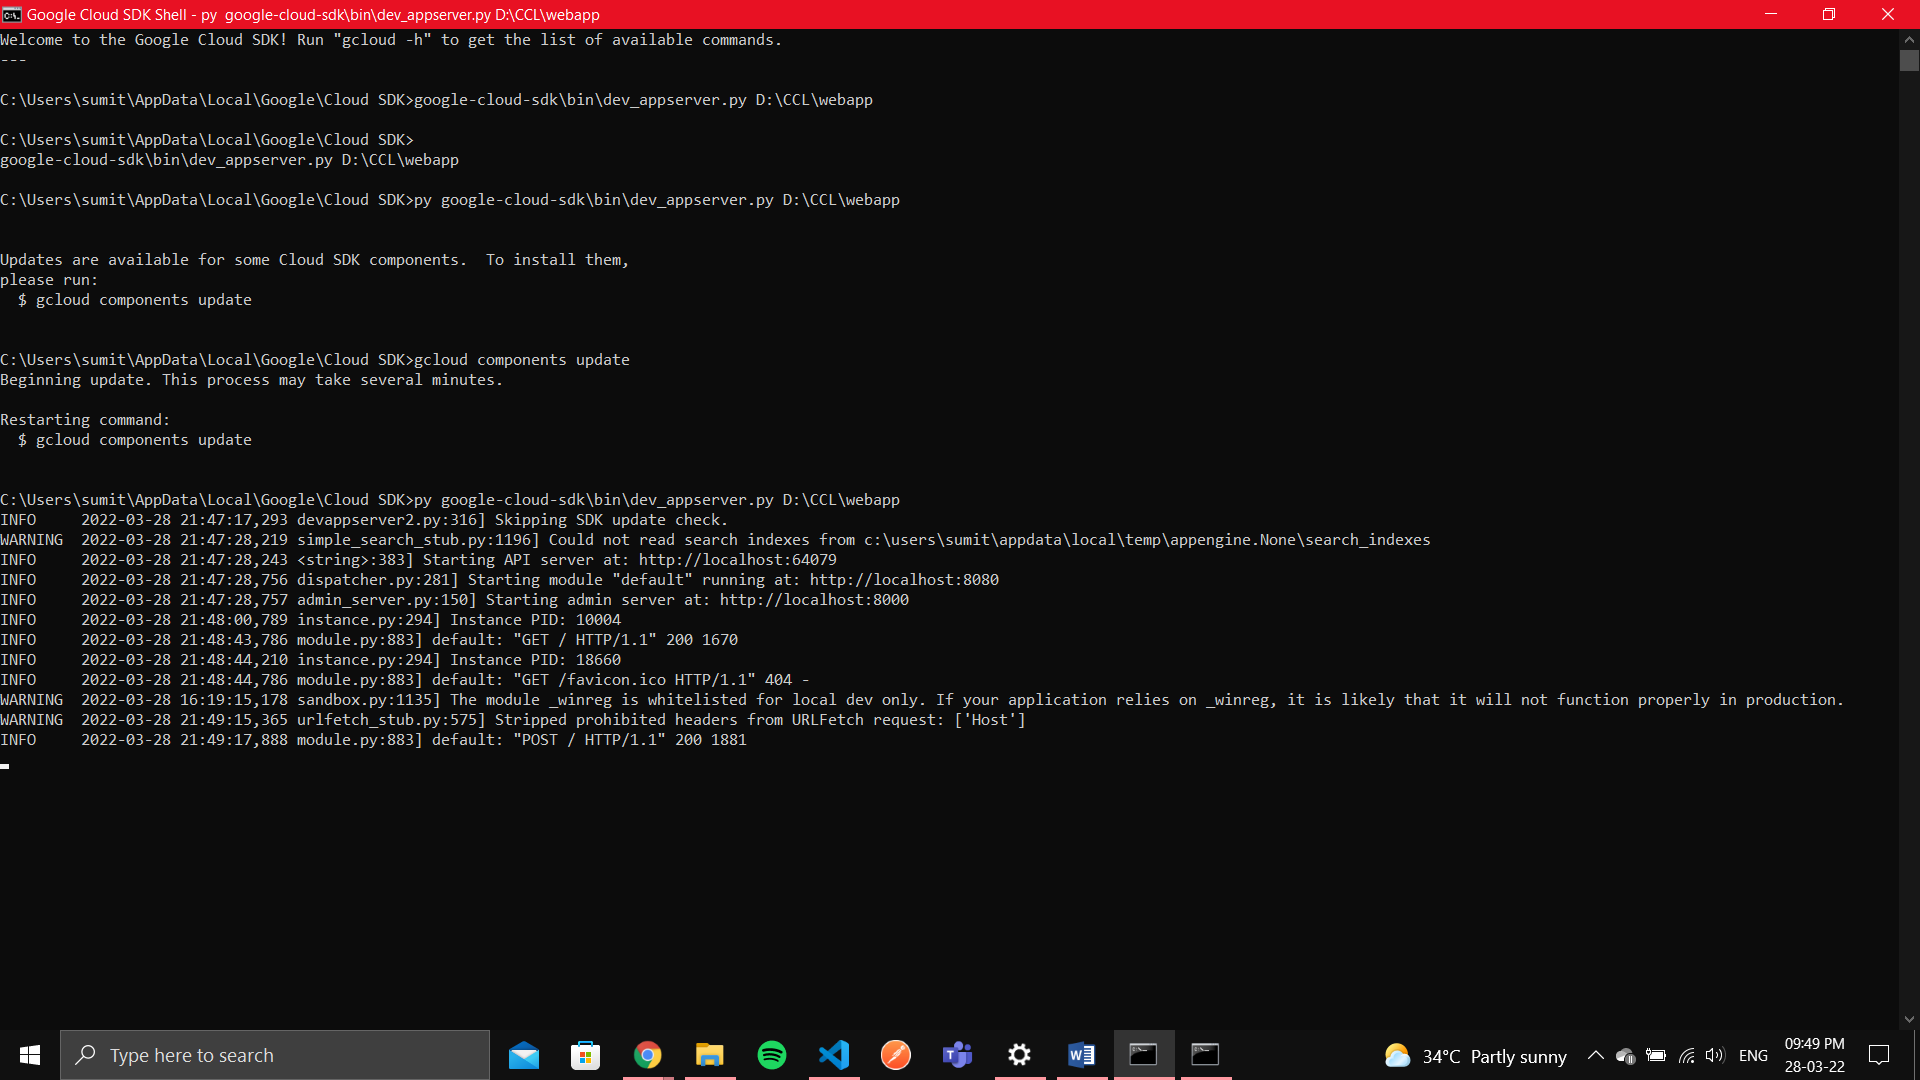 Google Cloud SDK Shell - py  google-cloud-sdk\bin\dev_appserver.py D:\CCL\webapp
Welcome to the Google Cloud SDK! Run "gcloud -h" to get the list of available commands.
---
C:\Users\sumit\AppData\Local\Google\Cloud SDK>google-cloud-sdk\bin\dev_appserver.py D:\CCL\webapp
C:\Users\sumit\AppData\Local\Google\Cloud SDK>
google-cloud-sdk\bin\dev_appserver.py D:\CCL\webapp
C:\Users\sumit\AppData\Local\Google\Cloud SDK>py google-cloud-sdk\bin\dev_appserver.py D:\CCL\webapp
Updates are available for some Cloud SDK components.  To install them,
please run:
  $ gcloud components update
C:\Users\sumit\AppData\Local\Google\Cloud SDK>gcloud components update
Beginning update. This process may take several minutes.
Restarting command:
  $ gcloud components update
C:\Users\sumit\AppData\Local\Google\Cloud SDK>py google-cloud-sdk\bin\dev_appserver.py D:\CCL\webapp
INFO     2022-03-28 21:47:17,293 devappserver2.py:316] Skipping SDK update check.
WARNING  2022-03-28 21:47:28,219 simple_search_stub.py:1196] Could not read search indexes from c:\users\sumit\appdata\local\temp\appengine.None\search_indexes
INFO     2022-03-28 21:47:28,243 <string>:383] Starting API server at: http://localhost:64079
INFO     2022-03-28 21:47:28,756 dispatcher.py:281] Starting module "default" running at: http://localhost:8080
INFO     2022-03-28 21:47:28,757 admin_server.py:150] Starting admin server at: http://localhost:8000
INFO     2022-03-28 21:48:00,789 instance.py:294] Instance PID: 10004
INFO     2022-03-28 21:48:43,786 module.py:883] default: "GET / HTTP/1.1" 200 1670
INFO     2022-03-28 21:48:44,210 instance.py:294] Instance PID: 18660
INFO     2022-03-28 21:48:44,786 module.py:883] default: "GET /favicon.ico HTTP/1.1" 404 -
WARNING  2022-03-28 16:19:15,178 sandbox.py:1135] The module _winreg is whitelisted for local dev only. If your application relies on _winreg, it is likely that it will not function properly in production.
WARNING  2022-03-28 21:49:15,365 urlfetch_stub.py:575] Stripped prohibited headers from URLFetch request: ['Host']
INFO     2022-03-28 21:49:17,888 module.py:883] default: "POST / HTTP/1.1" 200 1881
Type here to search
34°C  Partly sunny
ENG
09:49 PM
28-03-22